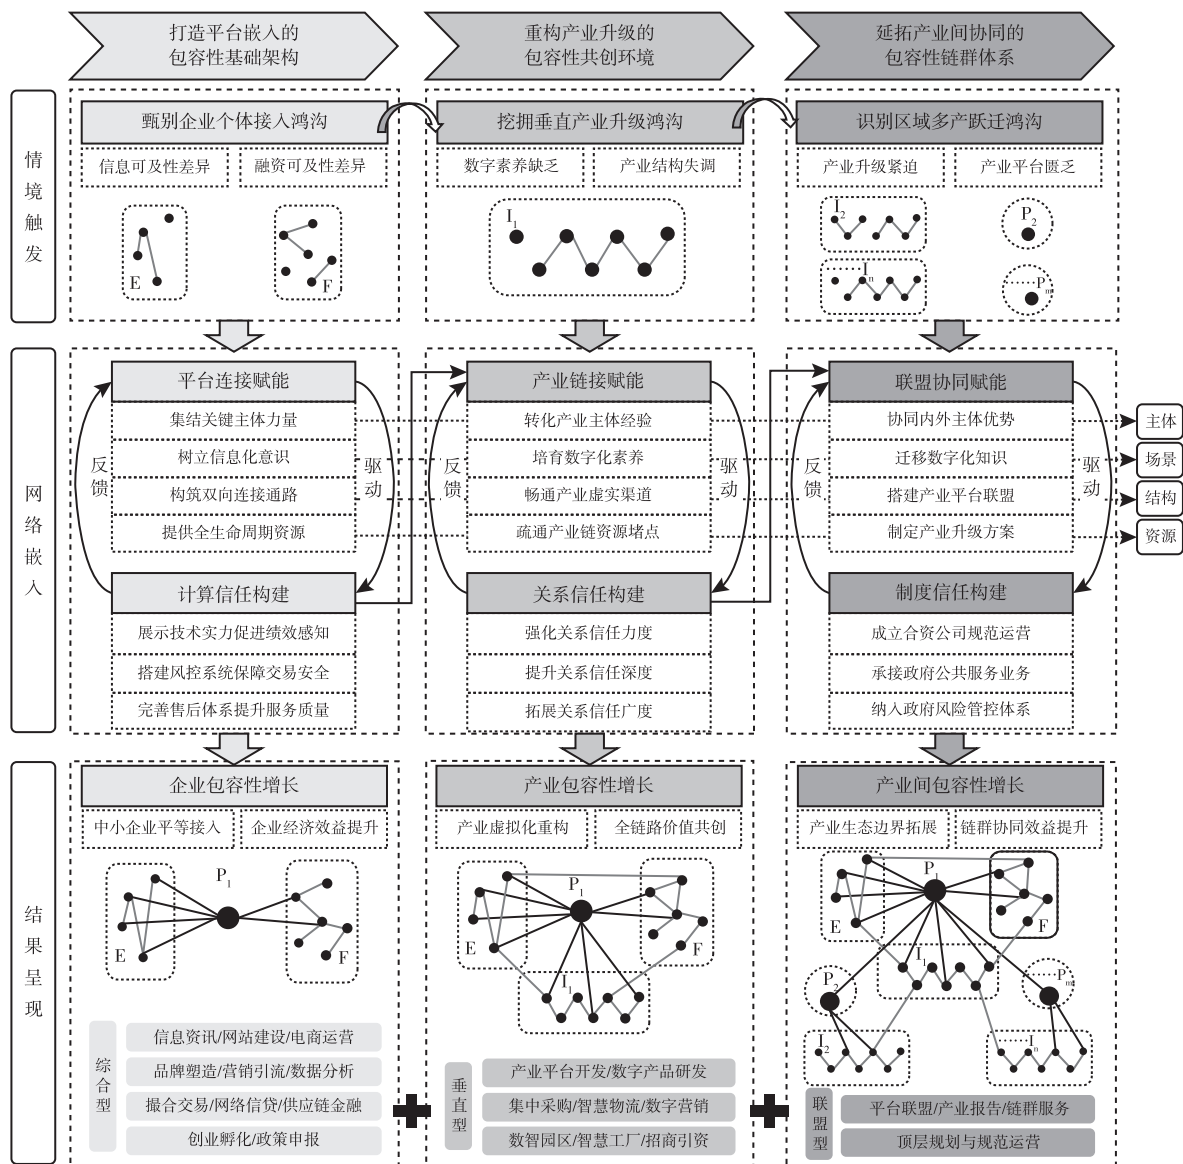 打造平台嵌入的
包容性基础架构
重构产业升级的
包容性共创环境
延拓产业间协同的
包容性链群体系
情境触发
甄别企业个体接入鸿沟
信息可及性差异
融资可及性差异
E
F
挖掘垂直产业升级鸿沟
数字素养缺乏
产业结构失调
I1
识别区域多产跃迁鸿沟
产业升级紧迫
产业平台匮乏
I2
P2
In
Pm
网络嵌入
平台连接赋能
集结关键主体力量
树立信息化意识
构筑双向连接通路
提供全生命周期资源
反馈
驱动
计算信任构建
展示技术实力促进绩效感知
搭建风控系统保障交易安全
完善售后体系提升服务质量
产业链接赋能
转化产业主体经验
培育数字化素养
畅通产业虚实渠道
疏通产业链资源堵点
反馈
驱动
关系信任构建
强化关系信任力度
提升关系信任深度
拓展关系信任广度
联盟协同赋能
协同内外主体优势
迁移数字化知识
搭建产业平台联盟
制定产业升级方案
反馈
驱动
制度信任构建
成立合资公司规范运营
承接政府公共服务业务
纳入政府风险管控体系
主体
场景
结构
资源
结果呈现
企业包容性增长
中小企业平等接入
企业经济效益提升
P1
E
F
综合型
信息资讯/网站建设/电商运营
品牌塑造/营销引流/数据分析
撮合交易/网络信贷/供应链金融
创业孵化/政策申报
产业包容性增长
产业虚拟化重构
全链路价值共创
P1
E
F
I1
垂直型
产业平台开发/数字产品研发
集中采购/智慧物流/数字营销
数智园区/智慧工厂/招商引资
产业间包容性增长
产业生态边界拓展
链群协同效益提升
P1
E
F
I1
P2
Pm
I2
In
联盟型
平台联盟/产业报告/链群服务
顶层规划与规范运营